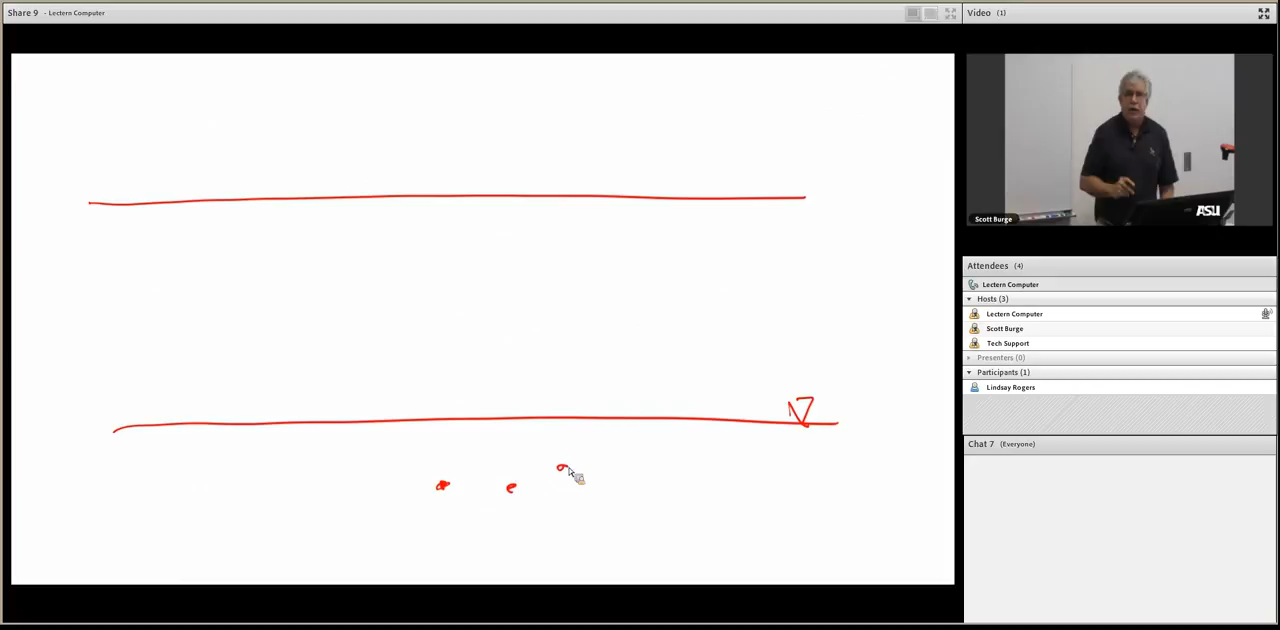 Share 9 - Lectern Computer
Video (1)
ASU
Scott Burge
Attendees (4)
Lectern Computer
Hosts (3)
Lectern Computer
Scott Burge
Tech Support
Presenters (0)
Participants (1)
Lindsay Rogers
Chat 7 (Everyone)